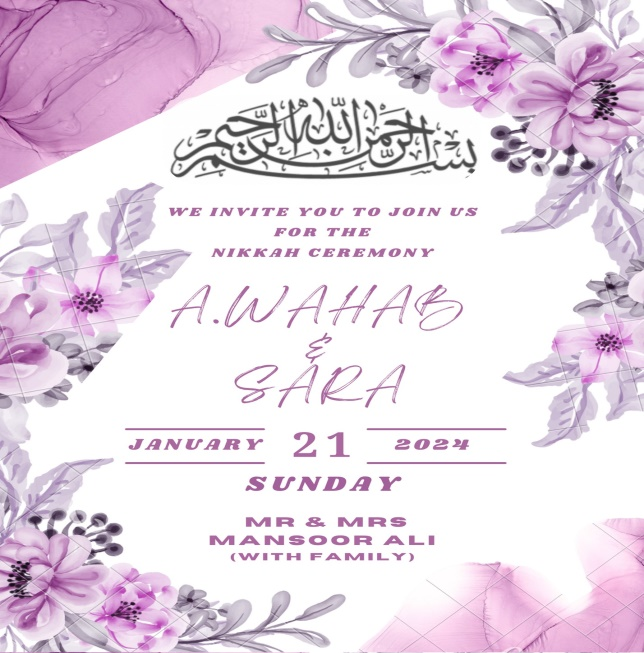 بسم الله الرحمن الرحيم
WE INVITE YOU TO JOIN US
FOR THE
NIKKAH CEREMONY
A.WAHAB
&
SARA
JANUARY 21 2024
SUNDAY
MR & MRS
MANSOOR ALI
(WITH FAMILY)